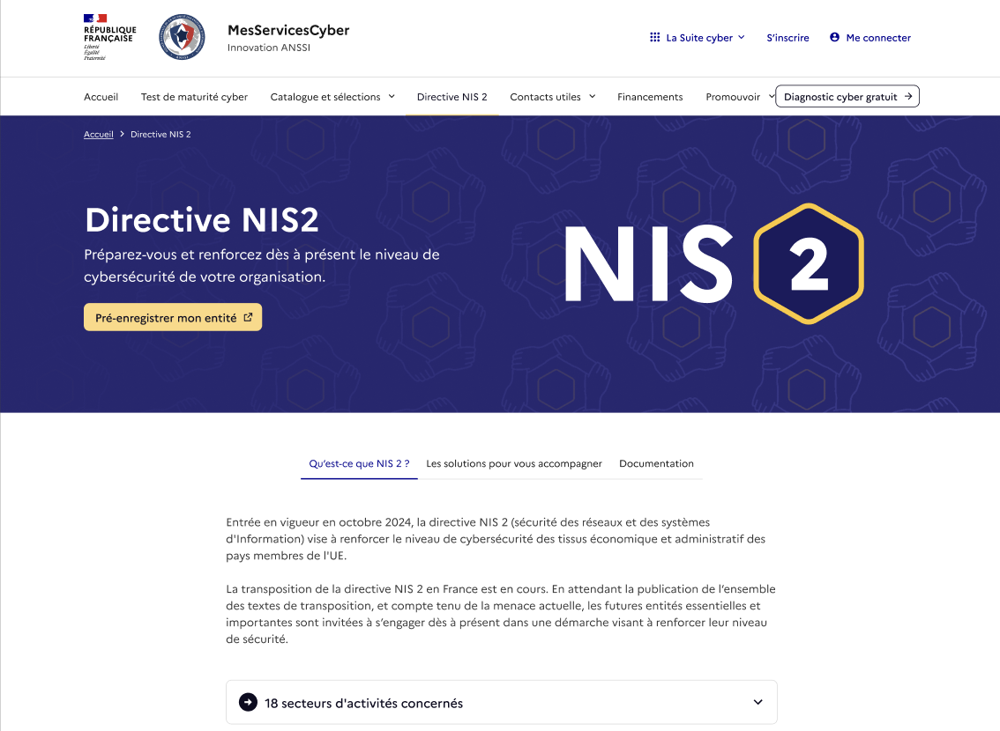 RÉPUBLIQUE
FRANÇAISE
Liberté
Égalité
Fraternité
MesServicesCyber
Innovation ANSSI
La Suite cyber
S'inscrire
Me connecter
Accueil
Test de maturité cyber
Catalogue et sélections
Directive NIS 2
Contacts utiles
Financements
Promouvoir
Diagnostic cyber gratuit
Accueil
Directive NIS 2
Directive NIS2
Préparez-vous et renforcez dès à présent le niveau de
cybersécurité de votre organisation.
Pré-enregistrer mon entité
NIS 2
Qu'est-ce que NIS 2 ?
Les solutions pour vous accompagner
Documentation
Entrée en vigueur en octobre 2024, la directive NIS 2 (sécurité des réseaux et des systèmes
d'Information) vise à renforcer le niveau de cybersécurité des tissus économique et administratif des
pays membres de l'UE.
La transposition de la directive NIS 2 en France est en cours. En attendant la publication de l'ensemble
des textes de transposition, et compte tenu de la menace actuelle, les futures entités essentielles et
importantes sont invitées à s'engager dès à présent dans une démarche visant à renforcer leur niveau
de sécurité.
18 secteurs d'activités concernés